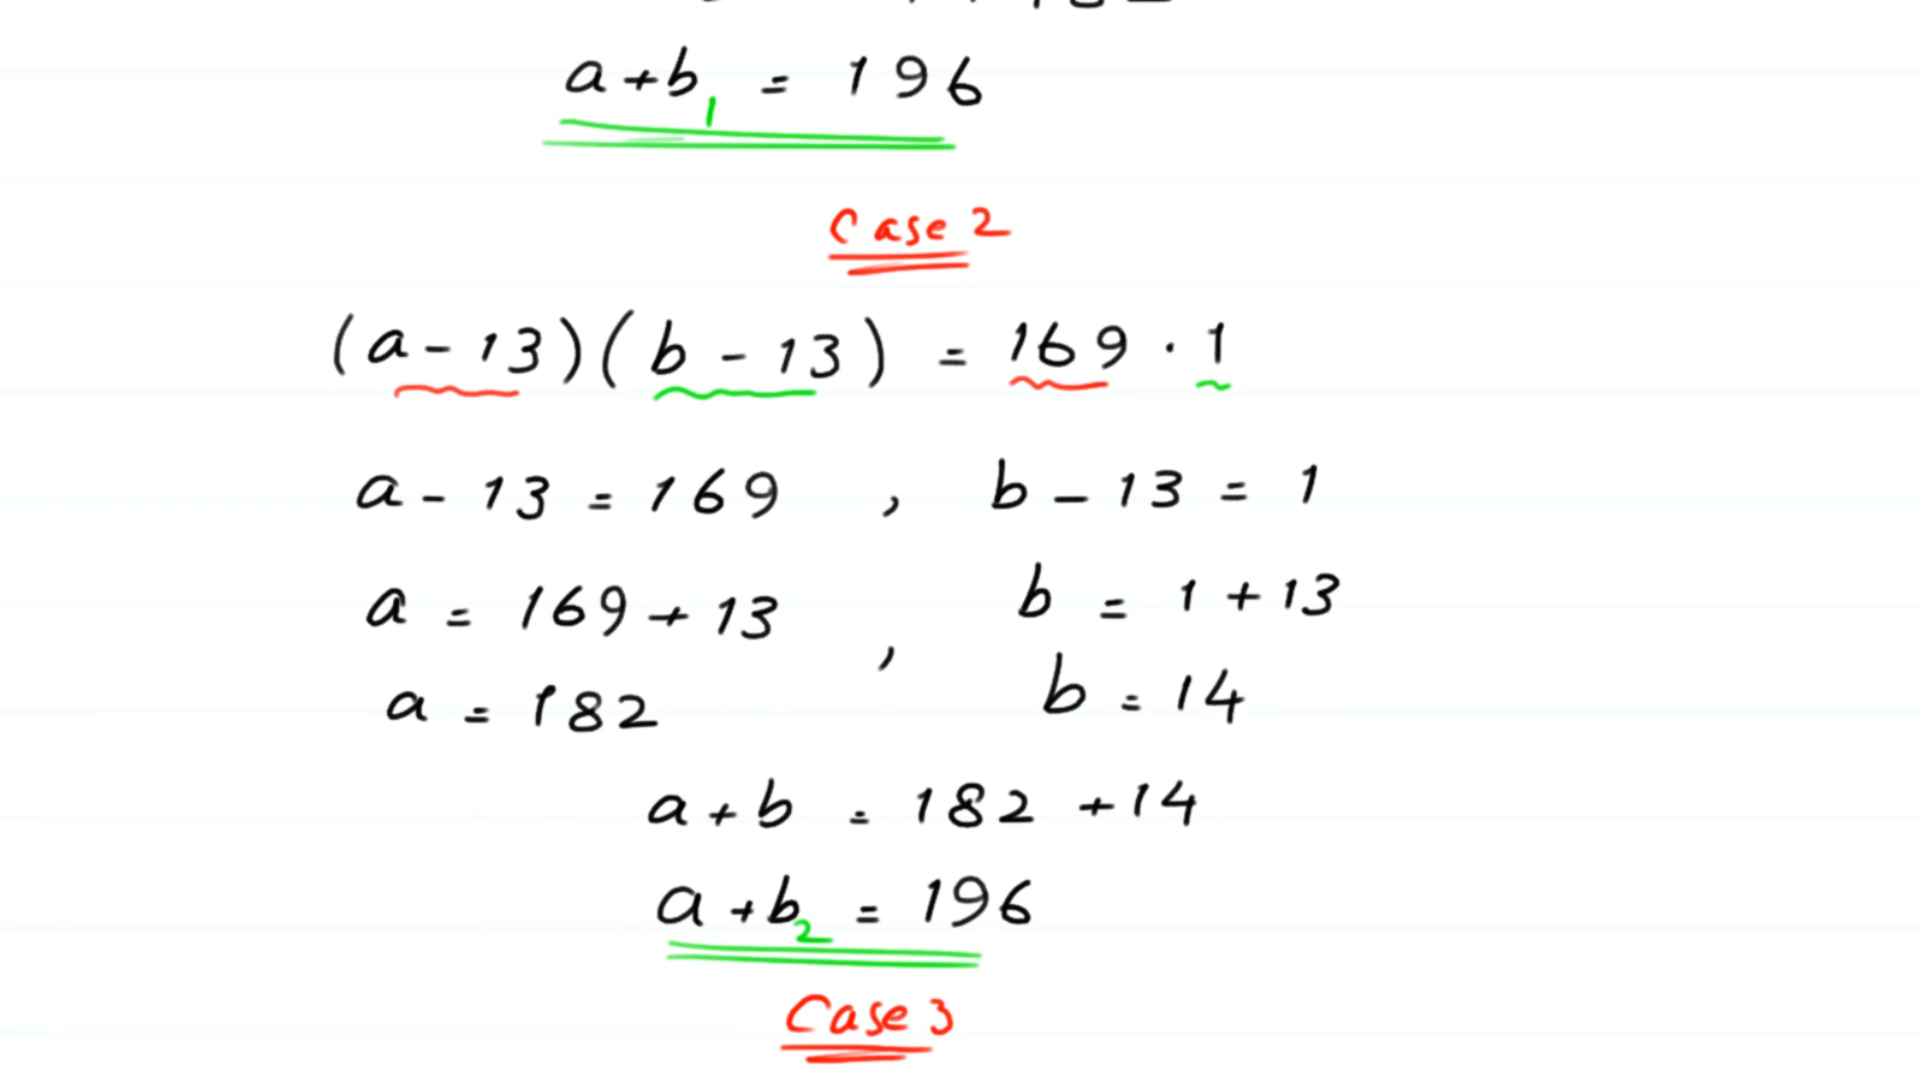 a+b₁ = 196
Case 2
(a-13)(b-13) = 169 · 1
a-13=169 , b-13 = 1
a = 169+13 , b = 1+13
a = 182 b = 14
a+b = 182 +14
a+b₂ = 196
Case 3